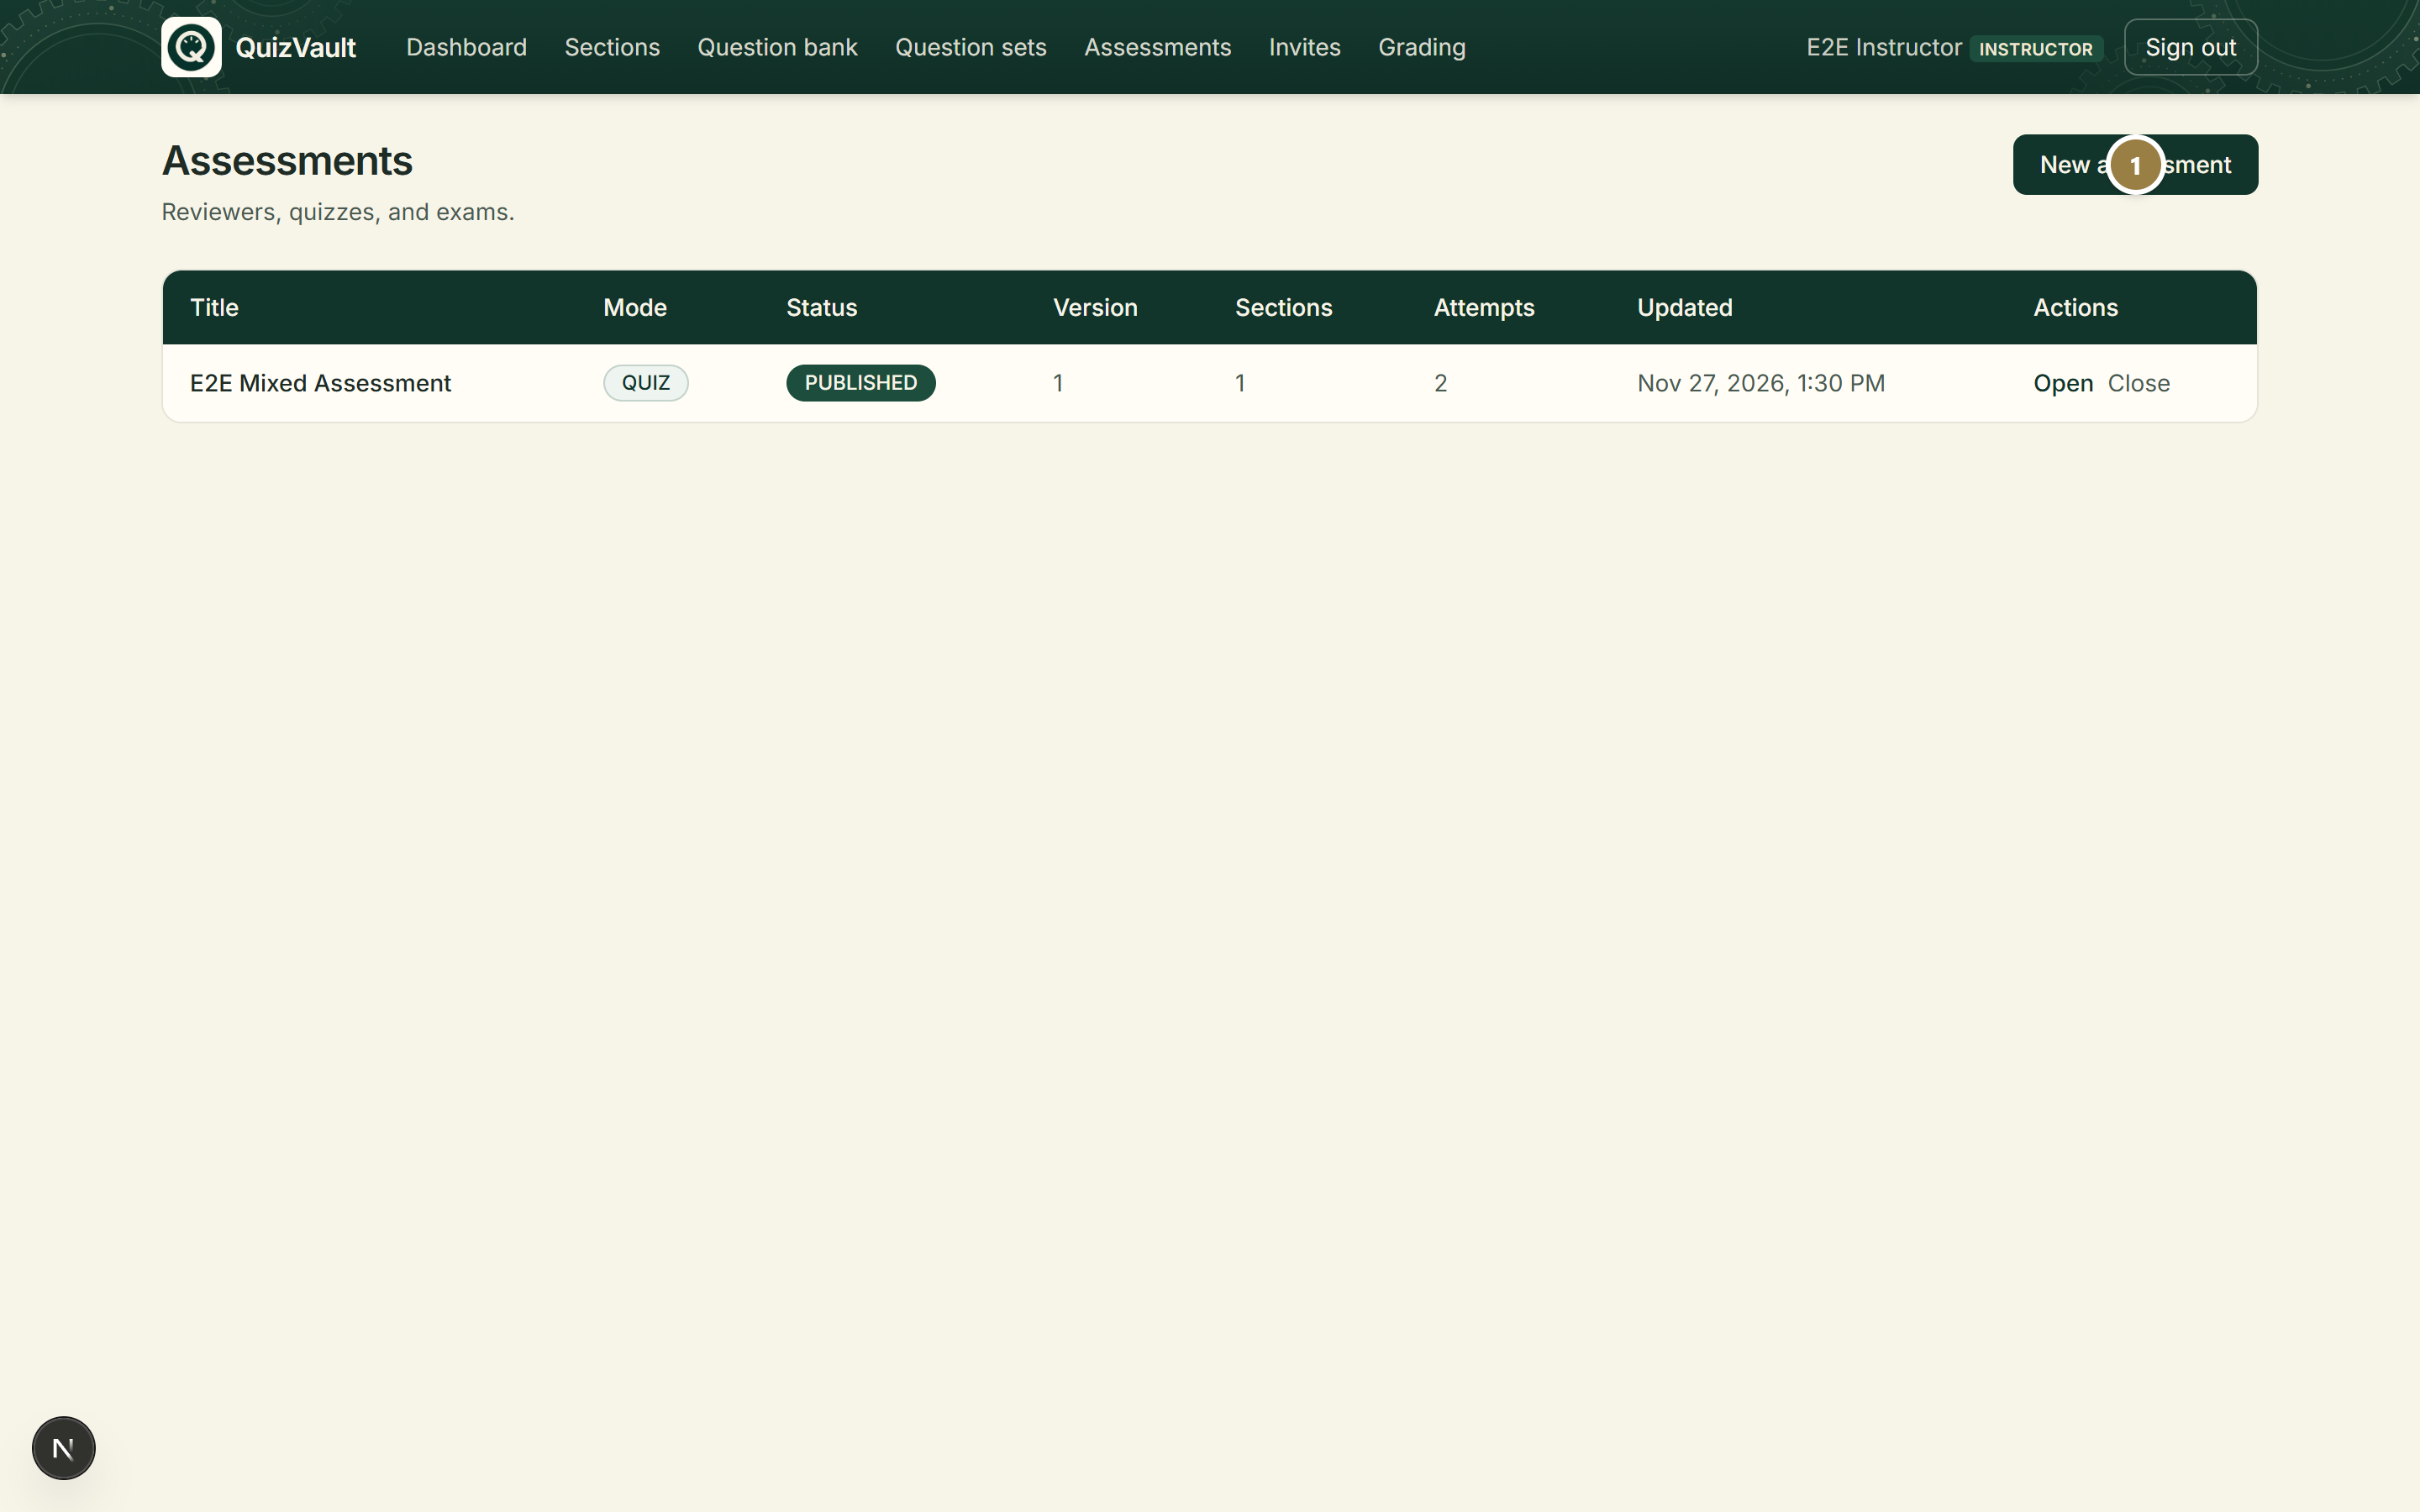 QuizVault Dashboard Sections Question bank Question sets Assessments Invites Grading E2E Instructor INSTRUCTOR Sign out
Assessments
New 1 
Reviewers, quizzes, and exams.
Title Mode Status Version Sections Attempts Updated Actions
E2E Mixed Assessment QUIZ PUBLISHED 1 1 2 Nov 27, 2026, 1:30 PM Open Close
N